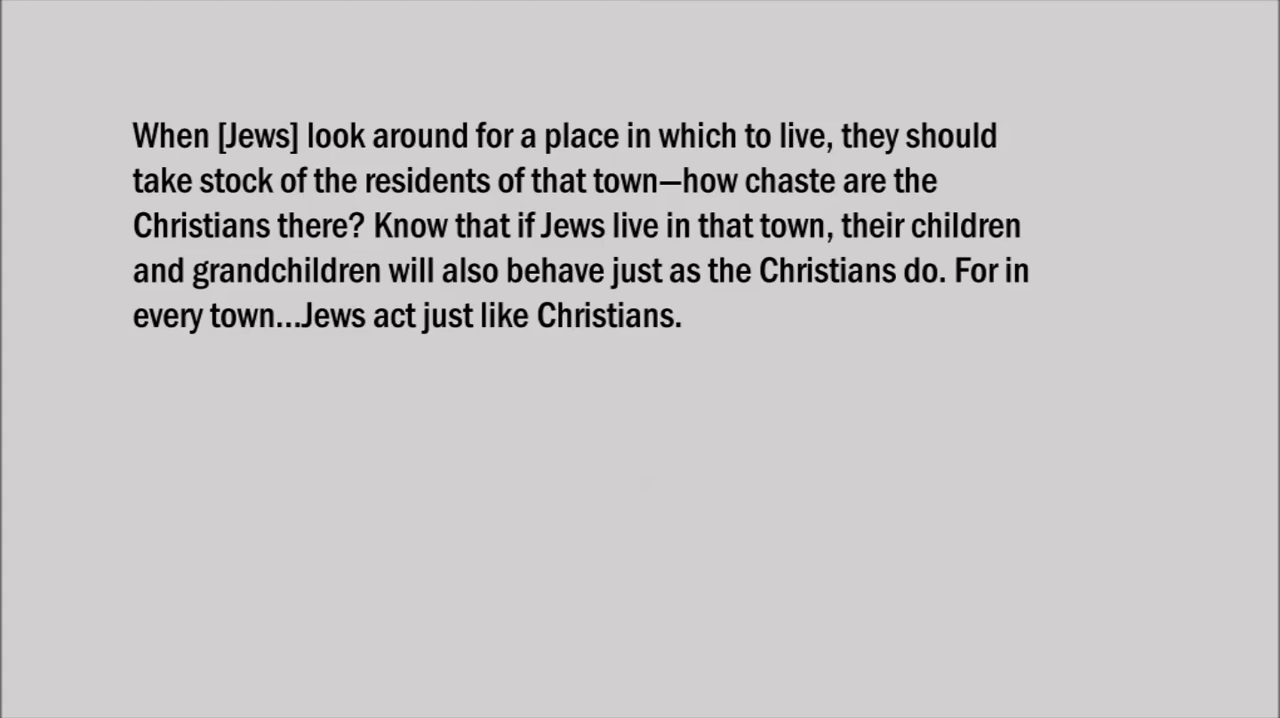 When [Jews] look around for a place in which to live, they should
take stock of the residents of that town—how chaste are the
Christians there? Know that if Jews live in that town, their children
and grandchildren will also behave just as the Christians do. For in
every town...Jews act just like Christians.